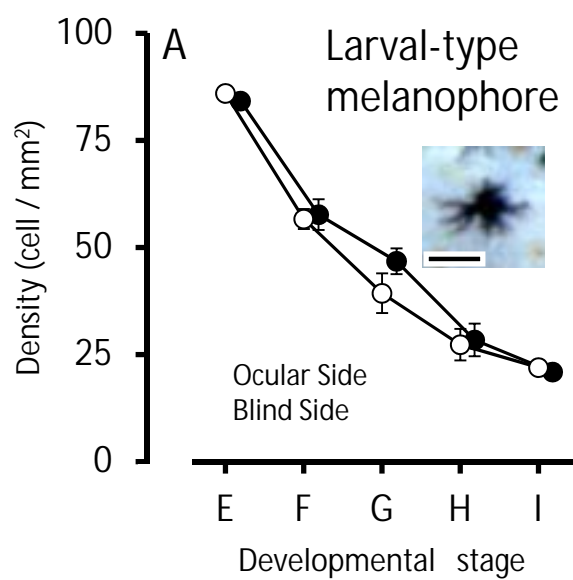 A
Larval-type
melanophore
100
75
50
25
0
Density (cell / mm²)
Ocular Side
Blind Side
E F G H I
Developmental stage